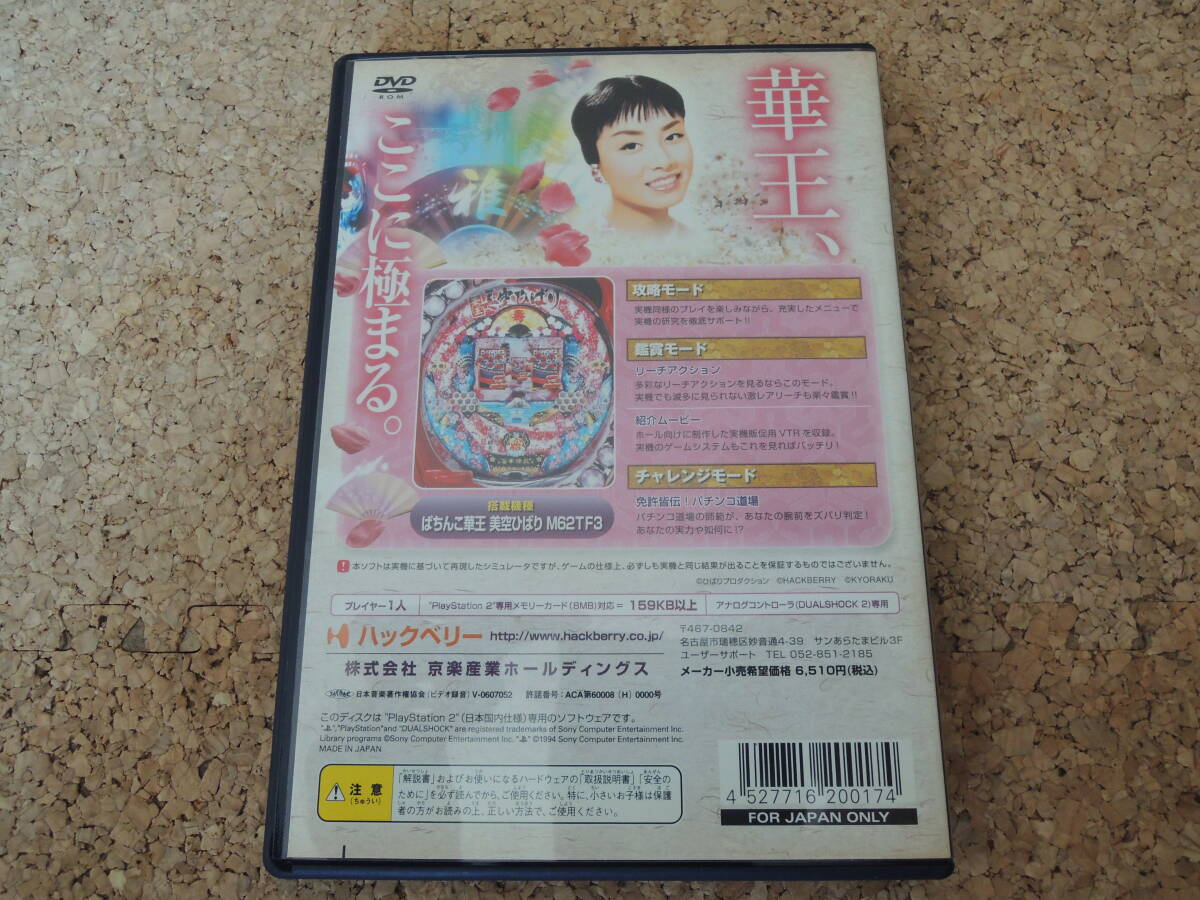 DVD
ROM
華王、
ここに極まる。
雅
攻略モード
実機同様のプレイを楽しみながら、充実したメニューで
実機の研究を徹底サポート!!
鑑賞モード
リーチアクション
多彩なリーチアクションを見るならこのモード。
実機でも滅多に見られない激レアリーチも楽々鑑賞!!
紹介ムービー
ホール向けに制作した実機販促用VTRを収録。
実機のゲームシステムもこれを見ればバッチリ!
チャレンジモード
免許皆伝!パチンコ道場
パチンコ道場の師範が、あなたの腕前をズバリ判定!
あなたの実力や如何に!?
搭載機種
ぱちんこ華王 美空ひばり M62TF3
! 本ソフトは実機に基づいて再現したシミュレータですが、ゲームの仕様上、必ずしも実機と同じ結果が出ることを保証するものではございません。
©ひばりプロダクション ©HACKBERRY ©KYORAKU
プレイヤー1人
"PlayStation 2"専用メモリーカード(8MB)対応= 159KB以上
アナログコントローラ(DUALSHOCK 2)専用
ハックベリー http://www.hackberry.co.jp/
株式会社 京楽産業ホールディングス
〒467-0842
名古屋市瑞穂区妙音通4-39 サンあらたまビル3F
ユーザーサポート TEL 052-851-2185
メーカー小売希望価格 6,510円(税込)
日本音楽著作権協会(ビデオ録音)V-0607052 許諾番号:ACA第60008(H)0000号
このディスクは "PlayStation 2"(日本国内仕様)専用のソフトウェアです。
", "PlayStation"and "DUALSHOCK" are registered trademarks of Sony Computer Entertainment Inc.
Library programs ©Sony Computer Entertainment Inc. " ©1994 Sony Computer Entertainment Inc.
MADE IN JAPAN
注意
(ちゅうい)
「解説書」およびお使いになるハードウェアの「取扱説明書」「安全の
ために」を必ず読んでから、ご使用ください。特に、小さいお子様は保護
者の方がお読みの上、正しい方法で、ご使用ください。
4 527716 200174
FOR JAPAN ONLY